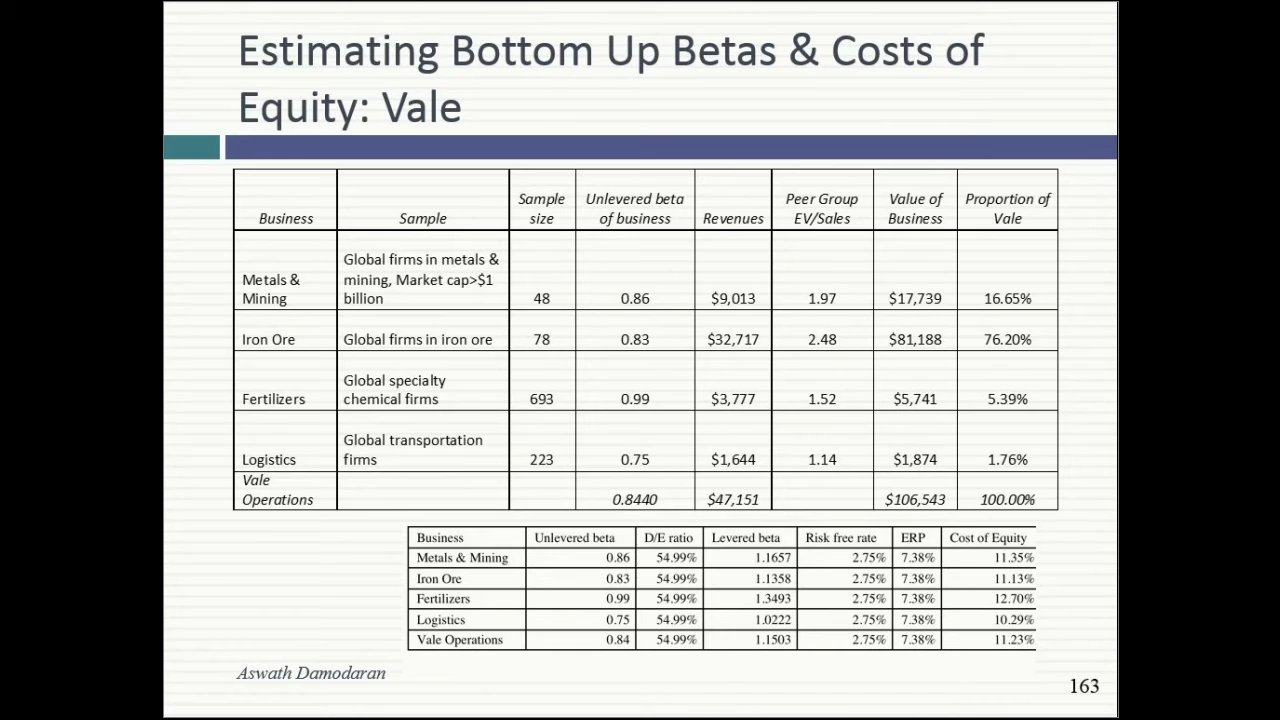 Estimating Bottom Up Betas & Costs of
Equity: Vale
Business Sample Sample size Unlevered beta of business Revenues Peer Group EV/Sales Value of Business Proportion of Vale
Metals & Mining Global firms in metals & mining, Market cap>$1 billion 48 0.86 $9,013 1.97 $17,739 16.65%
Iron Ore Global firms in iron ore 78 0.83 $32,717 2.48 $81,188 76.20%
Fertilizers Global specialty chemical firms 693 0.99 $3,777 1.52 $5,741 5.39%
Logistics Global transportation firms 223 0.75 $1,644 1.14 $1,874 1.76%
Vale Operations 0.8440 $47,151 $106,543 100.00%
Business Unlevered beta D/E ratio Levered beta Risk free rate ERP Cost of Equity
Metals & Mining 0.86 54.99% 1.1657 2.75% 7.38% 11.35%
Iron Ore 0.83 54.99% 1.1358 2.75% 7.38% 11.13%
Fertilizers 0.99 54.99% 1.3493 2.75% 7.38% 12.70%
Logistics 0.75 54.99% 1.0222 2.75% 7.38% 10.29%
Vale Operations 0.84 54.99% 1.1503 2.75% 7.38% 11.23%
Aswath Damodaran
163